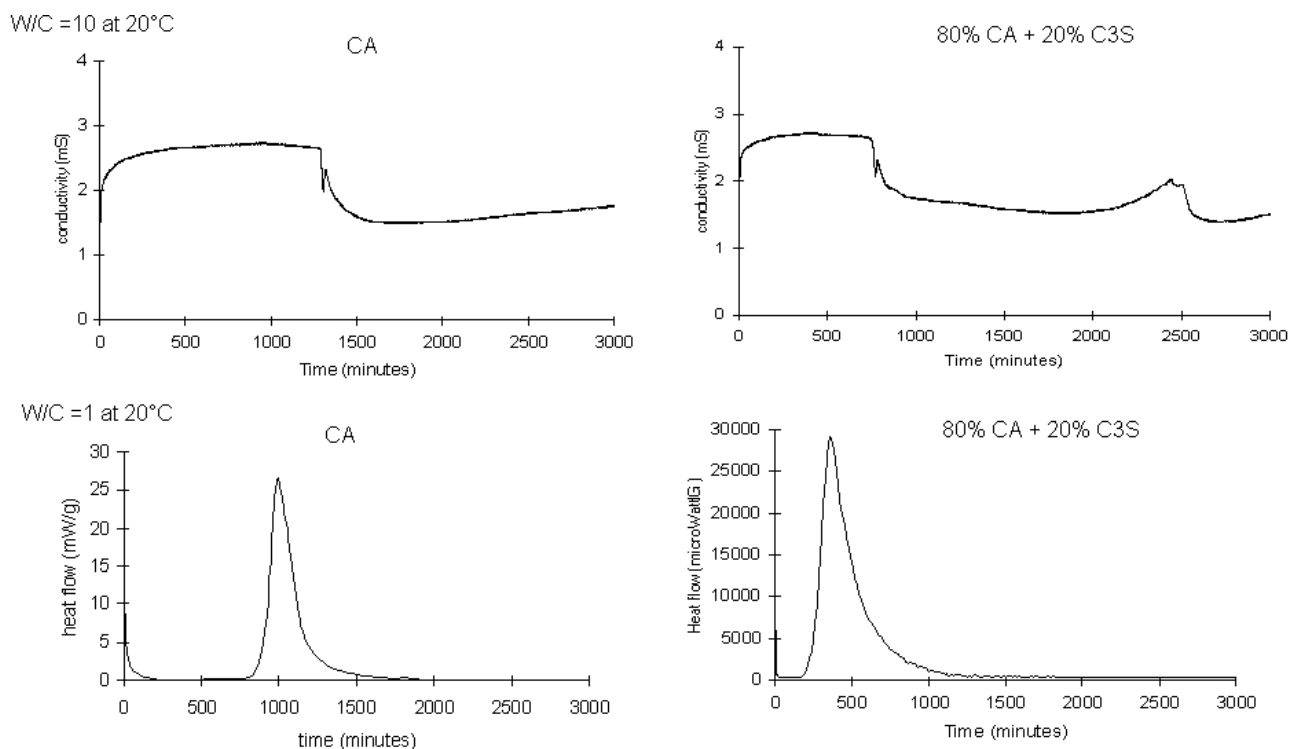 W/C =10 at 20°C
CA
4
3
2
1
0
conductivity (mS)
0 500 1000 1500 2000 2500 3000
Time (minutes)
80% CA + 20% C3S
4
3
2
1
0
conductivity (mS)
0 500 1000 1500 2000 2500 3000
Time (minutes)
W/C =1 at 20°C
CA
30
25
20
15
10
5
0
heat flow (mW/g)
0 500 1000 1500 2000 2500 3000
time (minutes)
80% CA + 20% C3S
30000
25000
20000
15000
10000
5000
0
Heat flow (microWatt/G)
0 500 1000 1500 2000 2500 3000
Time (minutes)